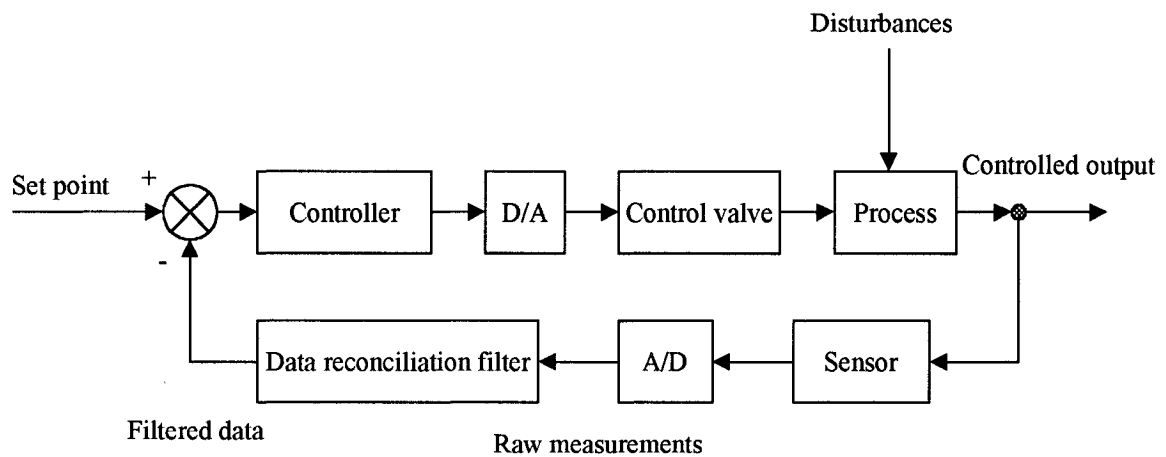 Disturbances
Set point
+
Controller
D/A
Control valve
Process
Controlled output
-
Data reconciliation filter
A/D
Sensor
Filtered data
Raw measurements